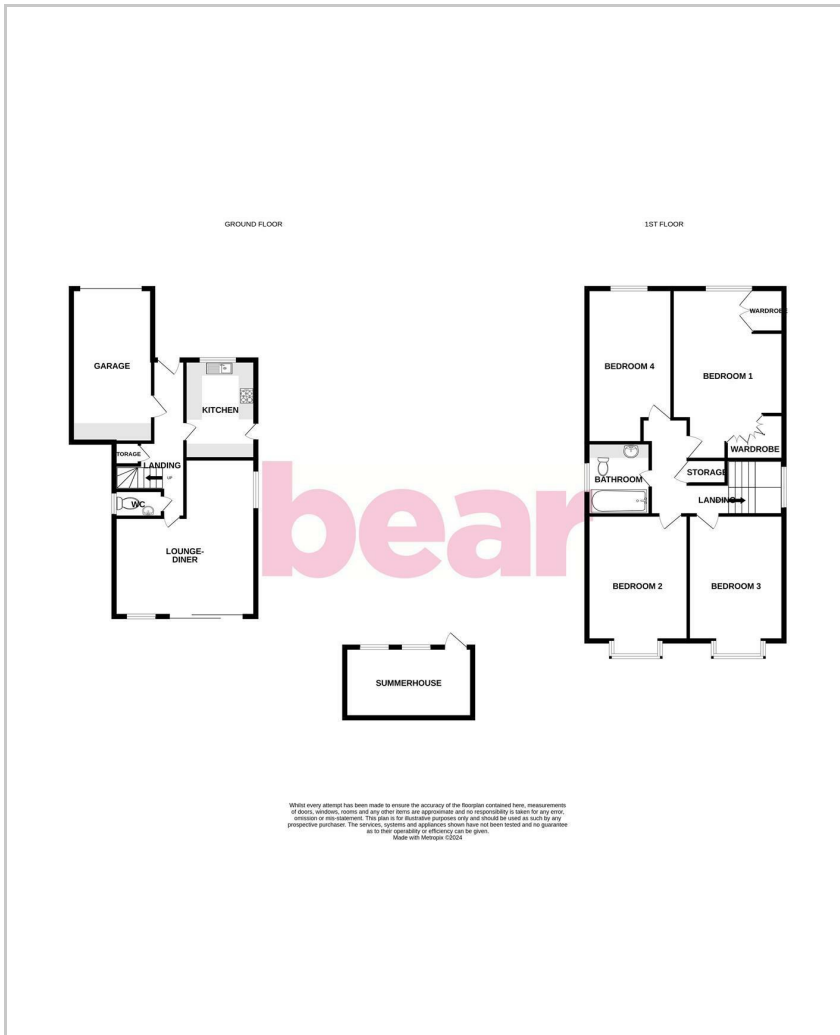 GROUND FLOOR
1ST FLOOR
GARAGE
KITCHEN
STORAGE
LANDING
UP
WC
LOUNGE-
DINER
BEDROOM 4
BEDROOM 1
WARDROBE
WARDROBE
BATHROOM
STORAGE
LANDING
BEDROOM 2
BEDROOM 3
bear
SUMMERHOUSE
Whilst every attempt has been made to ensure the accuracy of the floorplan contained here, measurements
of doors, windows, rooms and any other items are approximate and no responsibility is taken for any error,
omission or mis-statement. This plan is for illustrative purposes only and should be used as such by any
prospective purchaser. The services, systems and appliances shown have not been tested and no guarantee
as to their operability or efficiency can be given.
Made with Metropix ©2024